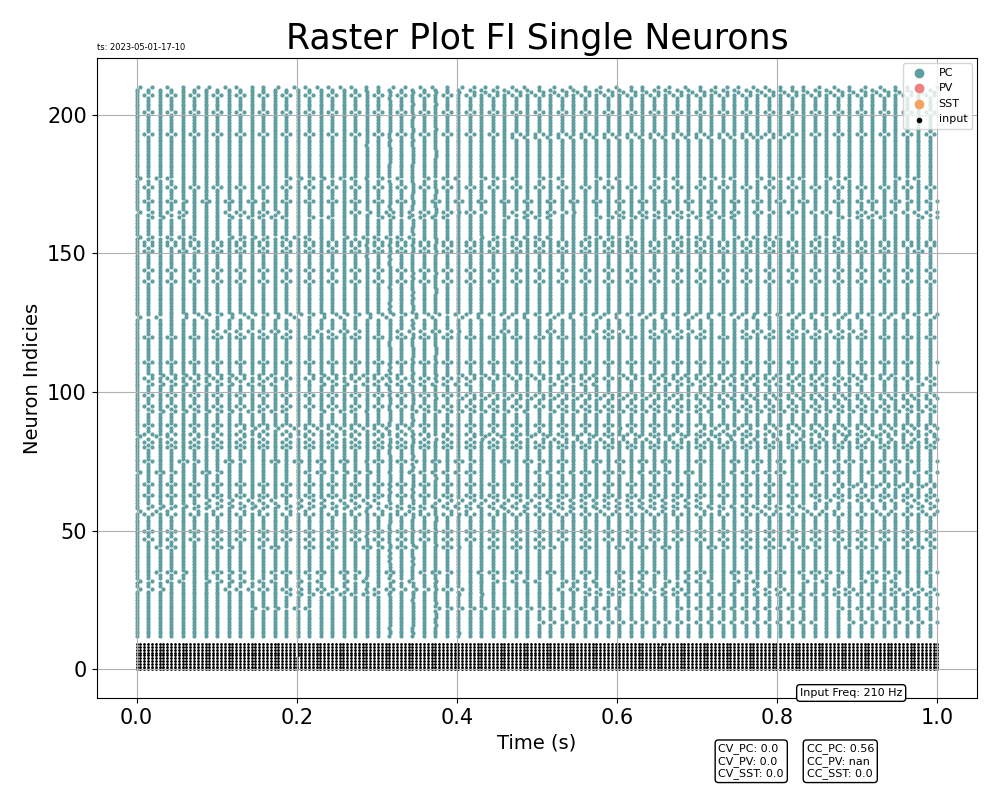 Raster Plot FI Single Neurons
ts: 2023-05-01-17-10
PC
PV
SST
input
200
150
100
50
0
Neuron Indicies
0.0 0.2 0.4 0.6 0.8 1.0
Time (s)
Input Freq: 210 Hz
CV_PC: 0.0
CV_PV: 0.0
CV_SST: 0.0
CC_PC: 0.56
CC_PV: nan
CC_SST: 0.0